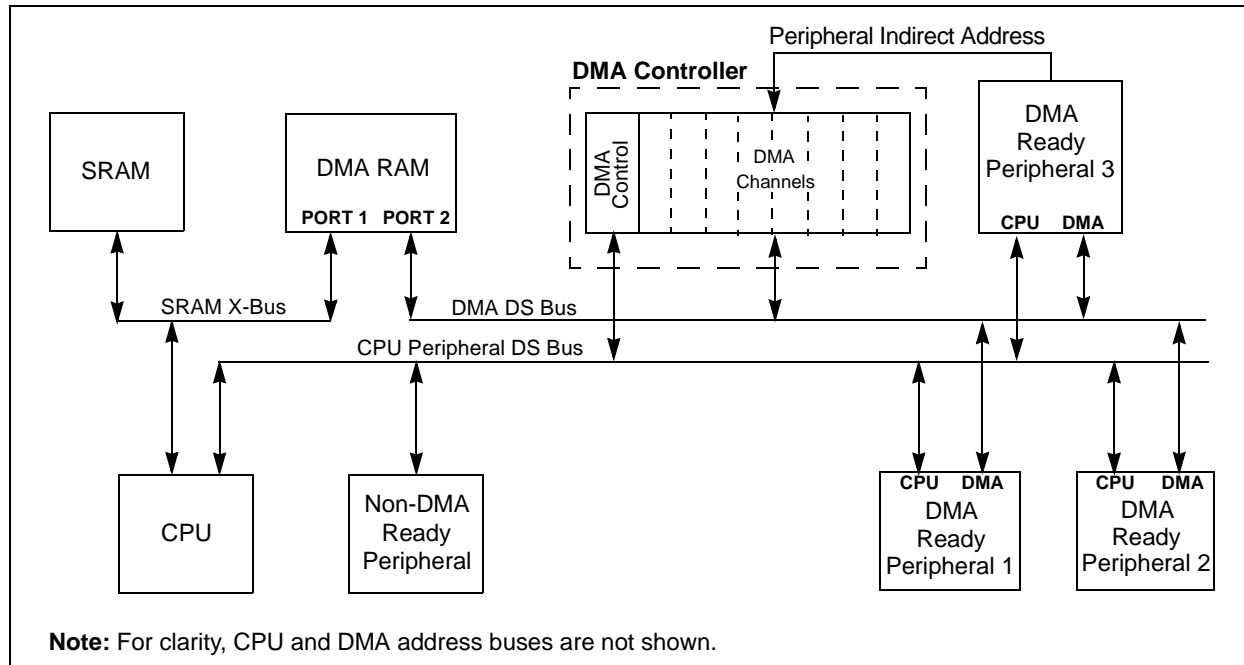 Peripheral Indirect Address
DMA Controller
SRAM
DMA RAM
PORT 1 PORT 2
DMA
Control
DMA
Channels
DMA
Ready
Peripheral 3
CPU DMA
SRAM X-Bus
DMA DS Bus
CPU Peripheral DS Bus
CPU
Non-DMA
Ready
Peripheral
CPU DMA
DMA
Ready
Peripheral 1
CPU DMA
DMA
Ready
Peripheral 2
Note: For clarity, CPU and DMA address buses are not shown.